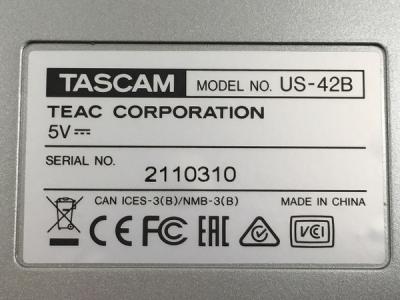 TASCAM MODEL NO. US-42B
TEAC CORPORATION
5V⎓
SERIAL NO.
2110310
CAN ICES-3(B)/NMB-3(B) MADE IN CHINA
CE FC EAC VCI